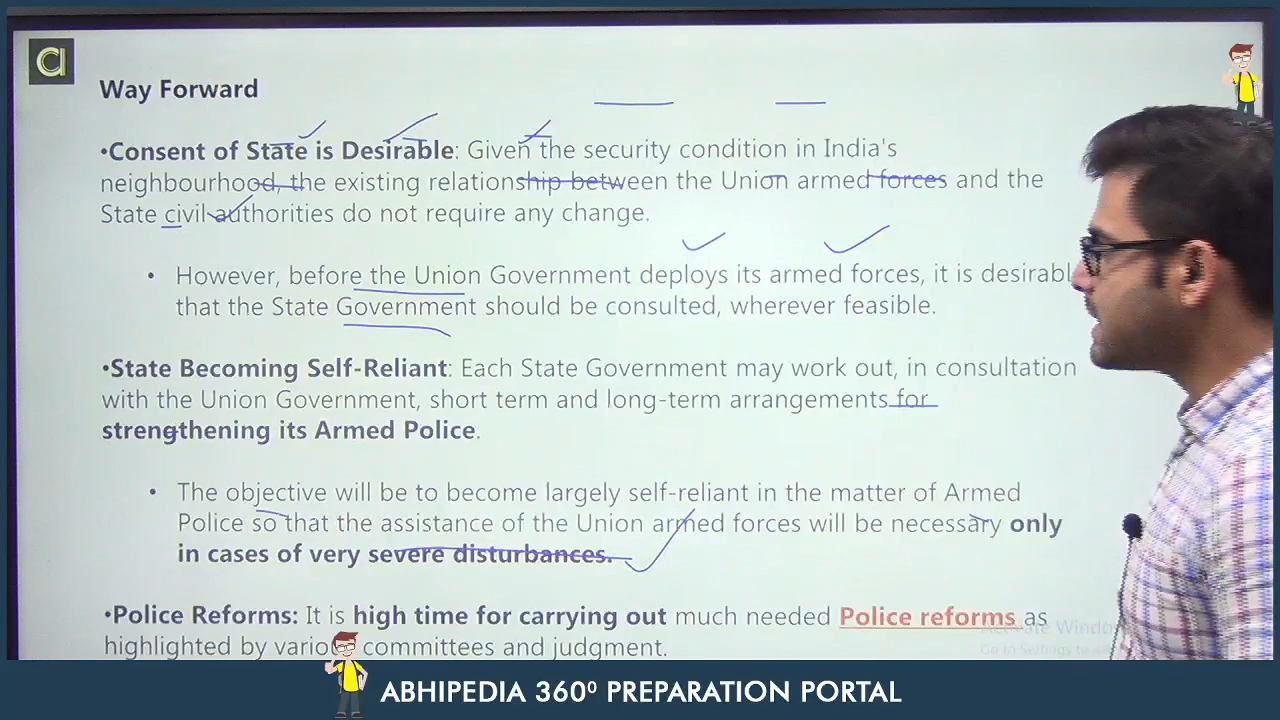 Way Forward
•Consent of State is Desirable: Given the security condition in India's
neighbourhood, the existing relationship between the Union armed forces and the
State civil authorities do not require any change.
• However, before the Union Government deploys its armed forces, it is desirabl
that the State Government should be consulted, wherever feasible.
•State Becoming Self-Reliant: Each State Government may work out, in consultation
with the Union Government, short term and long-term arrangements for
strengthening its Armed Police.
• The objective will be to become largely self-reliant in the matter of Armed
Police so that the assistance of the Union armed forces will be necessary only
in cases of very severe disturbances.
•Police Reforms: It is high time for carrying out much needed Police reforms as
highlighted by various committees and judgment.
Activate Windo
Go to Settings to
ABHIPEDIA 360⁰ PREPARATION PORTAL